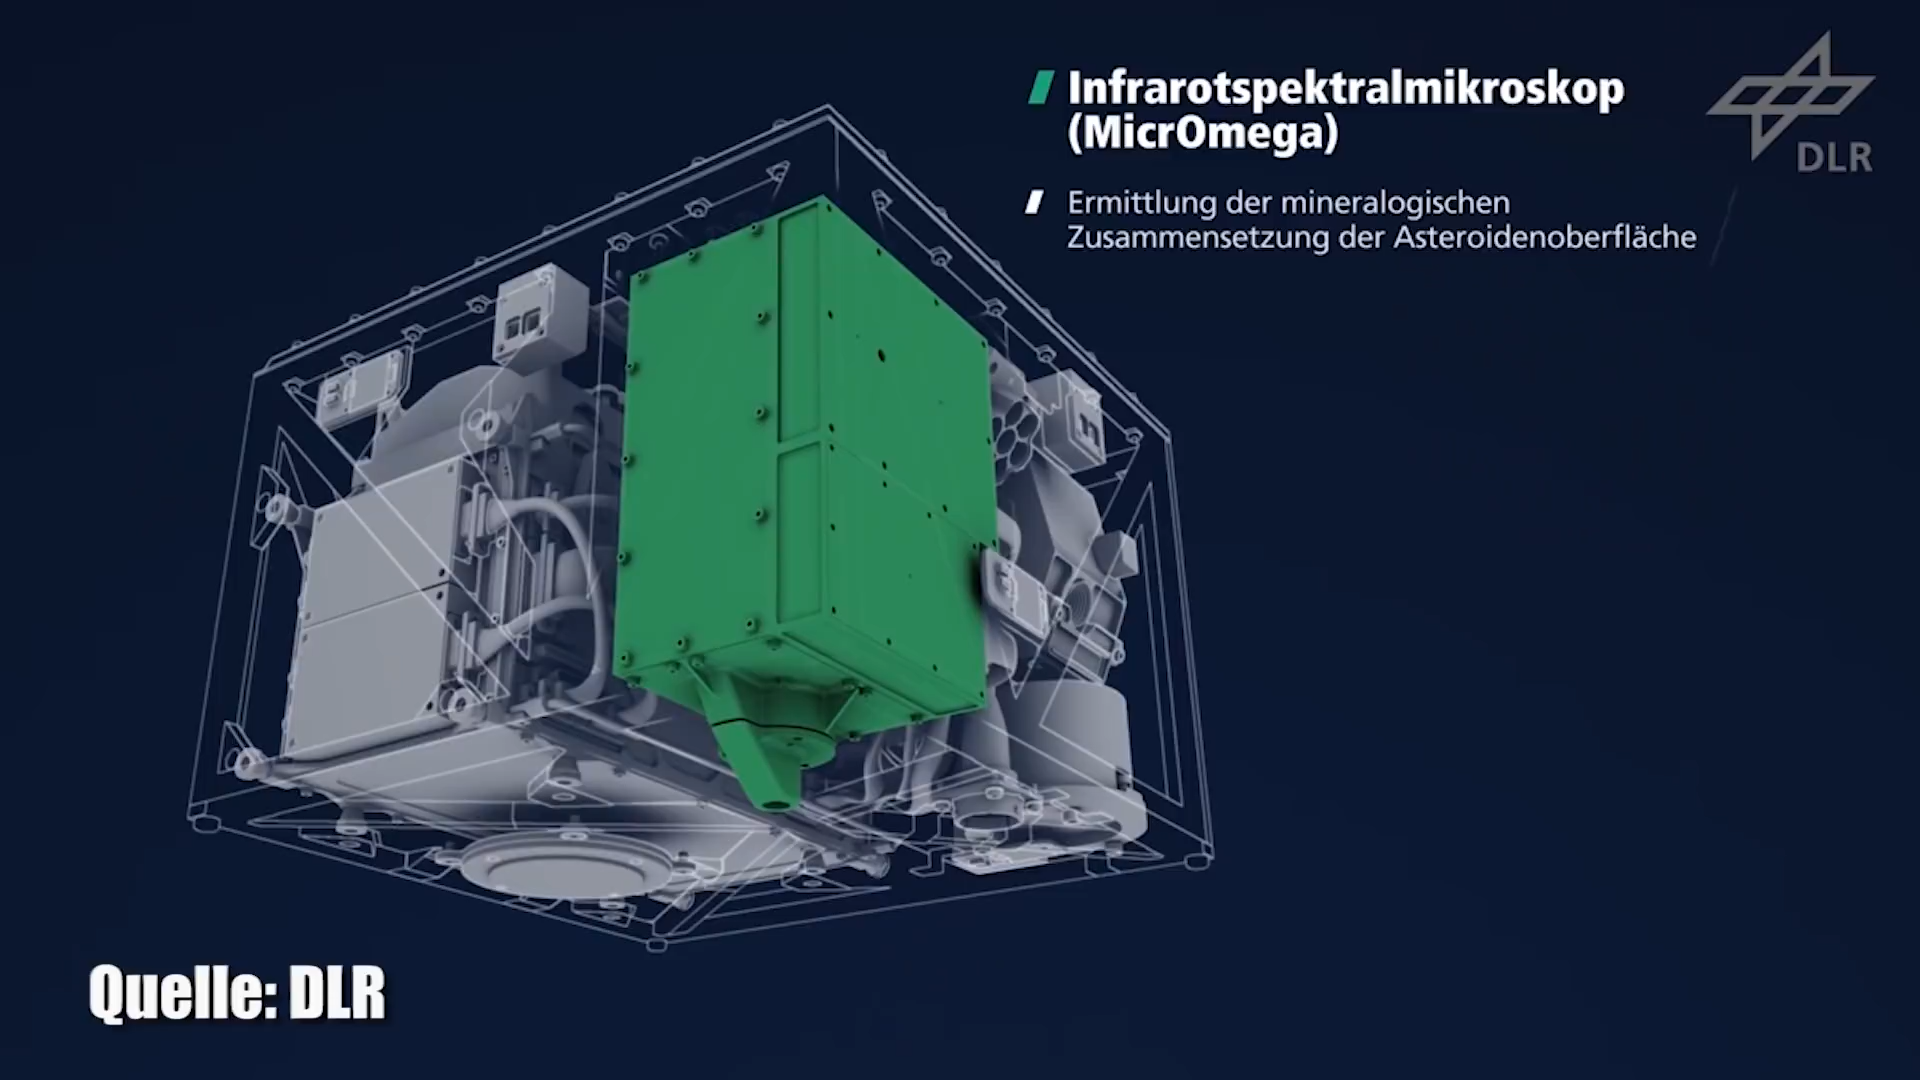 Infrarotspektralmikroskop
(MicrOmega)
Ermittlung der mineralogischen
Zusammensetzung der Asteroidenoberfläche
DLR
Quelle: DLR